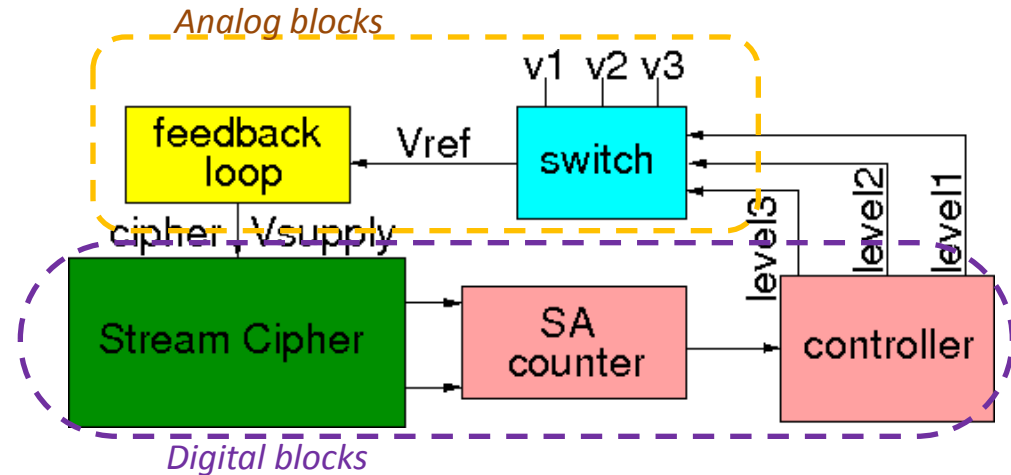 Analog blocks
v1 v2 v3
feedback
loop
Vref
switch
level3
level2
level1
cipher Vsupply
Stream Cipher
SA
counter
controller
Digital blocks